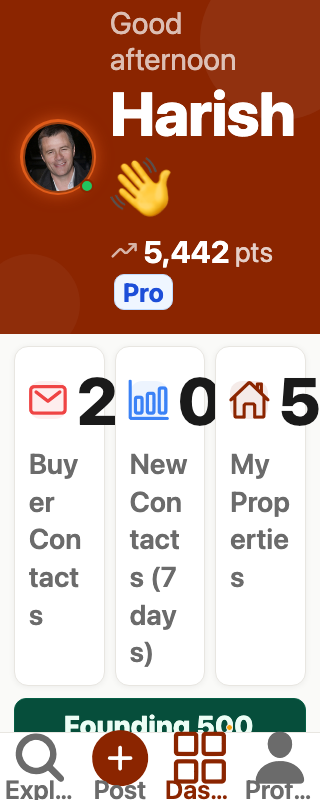 Good
afternoon
Harish
👋
5,442 pts
Pro
2
Buy
er
Con
tact
s
0
New
Con
tact
s (7
day
s)
5
My
Prop
ertie
s
Founding 500
Expl...
Post
Das...
Prof...